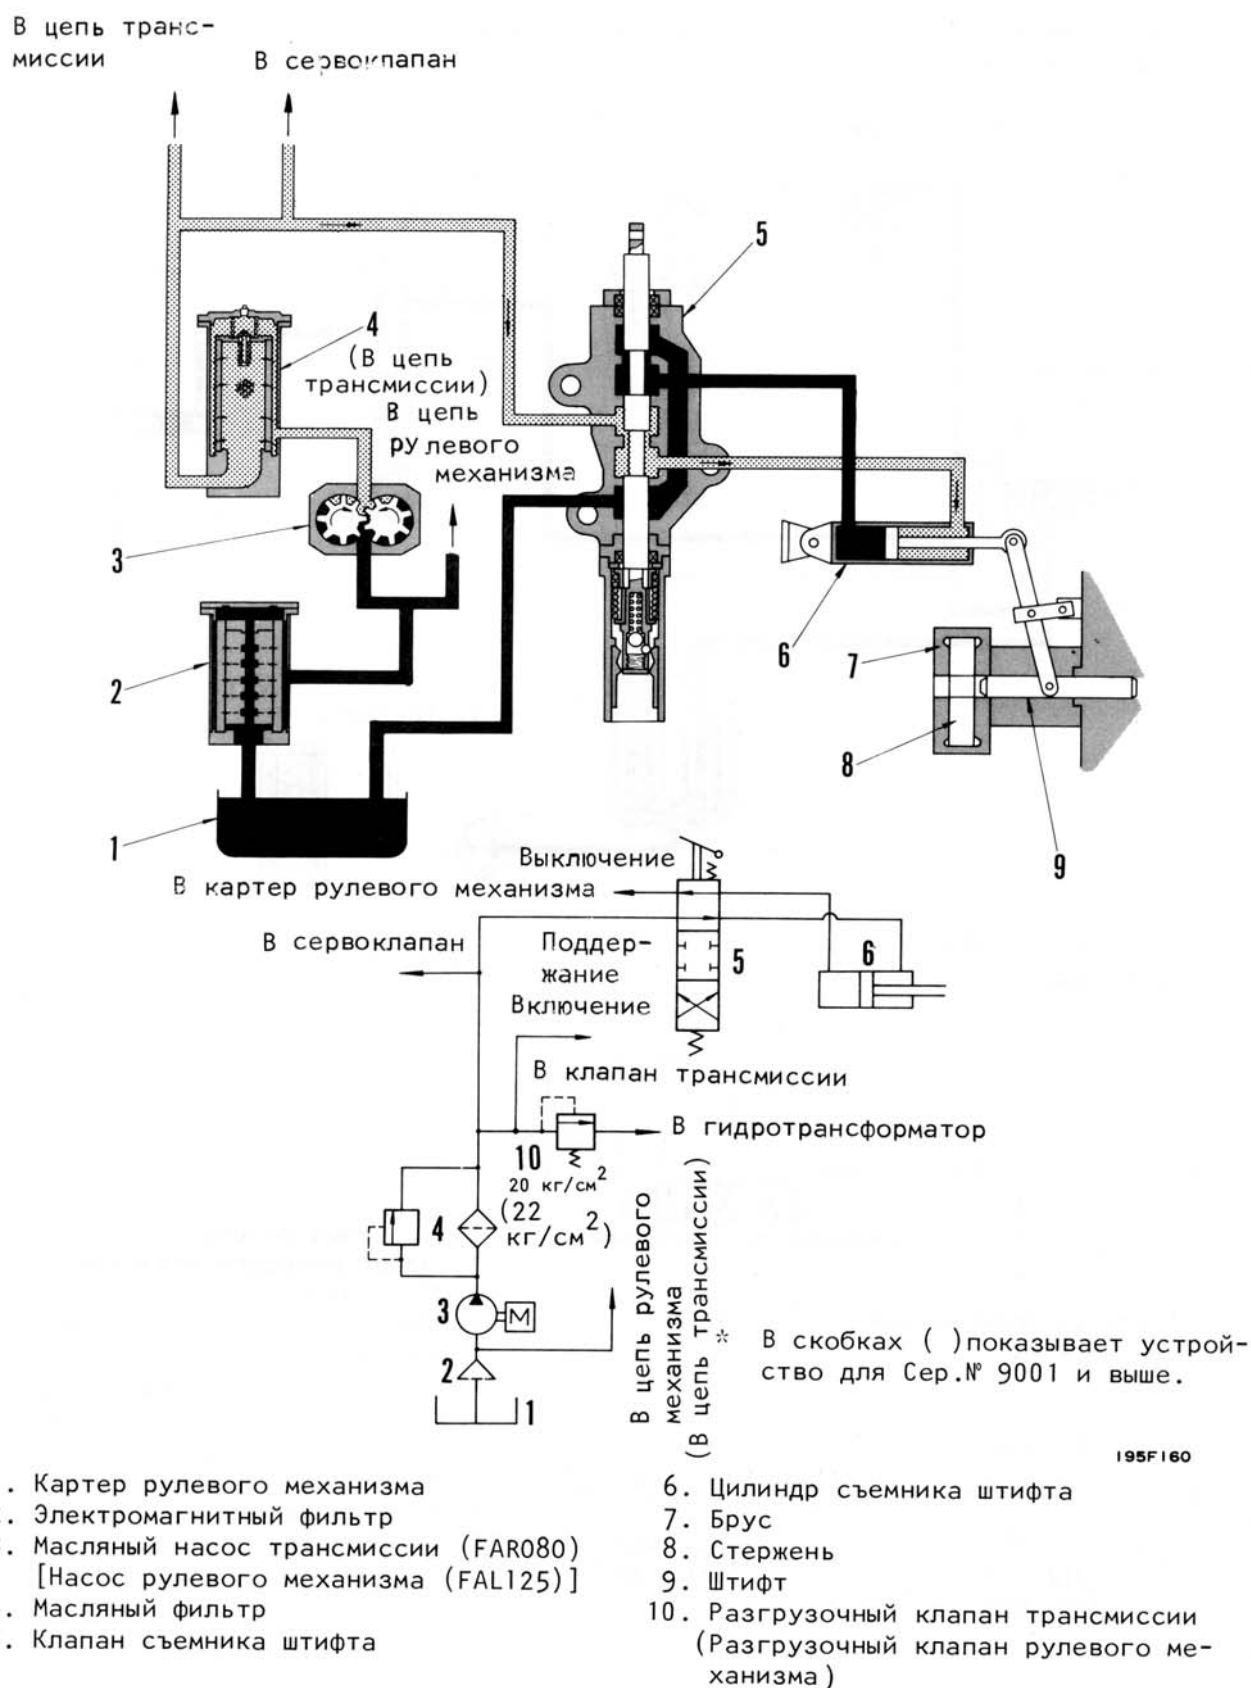 В цепь транс-
миссии
В сервоклапан
5
4
(В цепь
трансмиссии)
В цепь
рулевого
механизма
3
2
6
7
8
1
9
Выключение
В картер рулевого механизма
В сервоклапан
Поддер-
жание
5
6
Включение
В клапан трансмиссии
В гидротрансформатор
10
20 кг/см²
(22
кг/см²)
4
3
M
2
1
В цепь рулевого
механизма
(В цепь трансмиссии)
* В скобках ( )показывает устрой-
ство для Сер.№ 9001 и выше.
195F160
. Картер рулевого механизма
. Электромагнитный фильтр
. Масляный насос трансмиссии (FAR080)
[Насос рулевого механизма (FAL125)]
. Масляный фильтр
. Клапан съемника штифта
6. Цилиндр съемника штифта
7. Брус
8. Стержень
9. Штифт
10. Разгрузочный клапан трансмиссии
(Разгрузочный клапан рулевого ме-
ханизма)